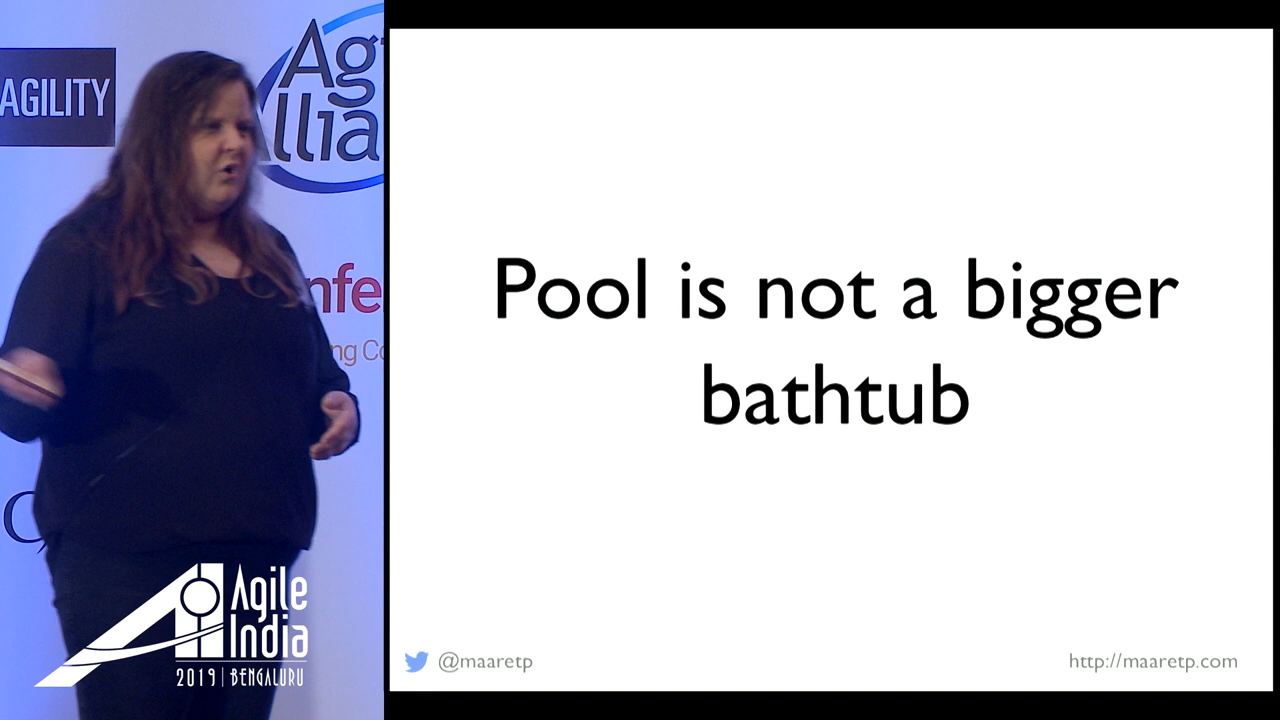 AGILITY
Pool is not a bigger
bathtub
Agile
India
2019 | BENGALURU
@maaretp
http://maaretp.com